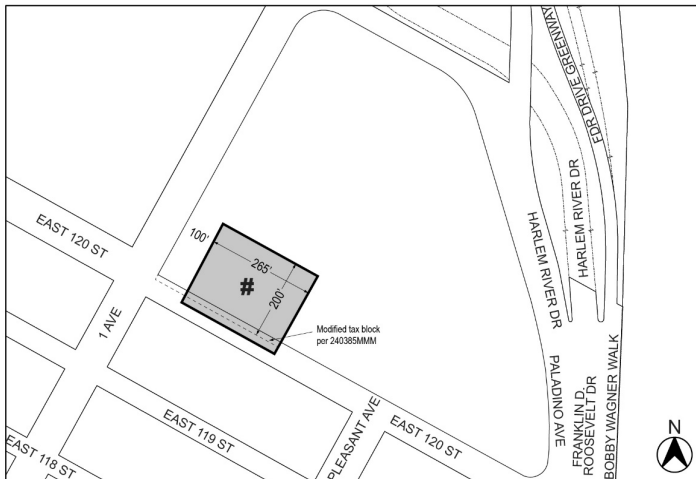 FDR DRIVE GREENWAY
HARLEM RIVER DR
HARLEM RIVER DR
EAST 120 ST
100'
265'
#
200'
Modified tax block
per 240385MMM
1 AVE
PALADINO AVE
FRANKLIN D.
ROOSEVELT DR
BOBBY WAGNER WALK
EAST 119 ST
PLEASANT AVE
EAST 120 ST
EAST 118 ST
N